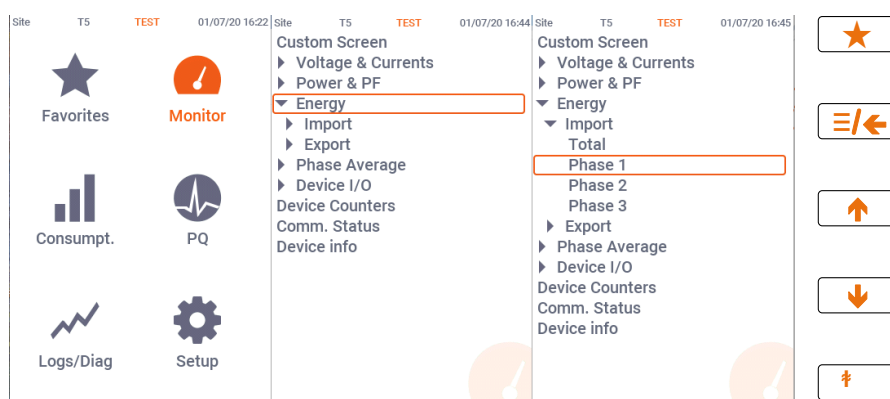 Site T5 TEST 01/07/20 16:22
Favorites Monitor
Consumpt. PQ
Logs/Diag Setup
Site T5 TEST 01/07/20 16:44
Custom Screen
Voltage & Currents
Power & PF
Energy
Import
Export
Phase Average
Device I/O
Device Counters
Comm. Status
Device info
Site T5 TEST 01/07/20 16:45
Custom Screen
Voltage & Currents
Power & PF
Energy
Import
Total
Phase 1
Phase 2
Phase 3
Export
Phase Average
Device I/O
Device Counters
Comm. Status
Device info